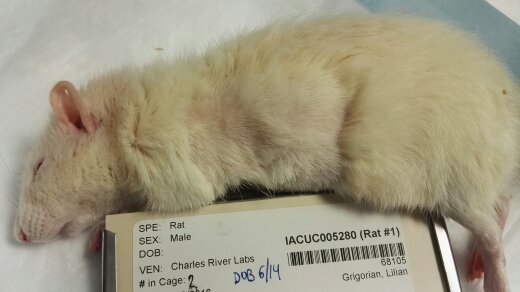 SPE: Rat
SEX: Male
DOB:
VEN: Charles River Labs
# in Cage: 2
DOB 6/14
IACUC005280 (Rat #1)
68105
Grigorian, Lilian